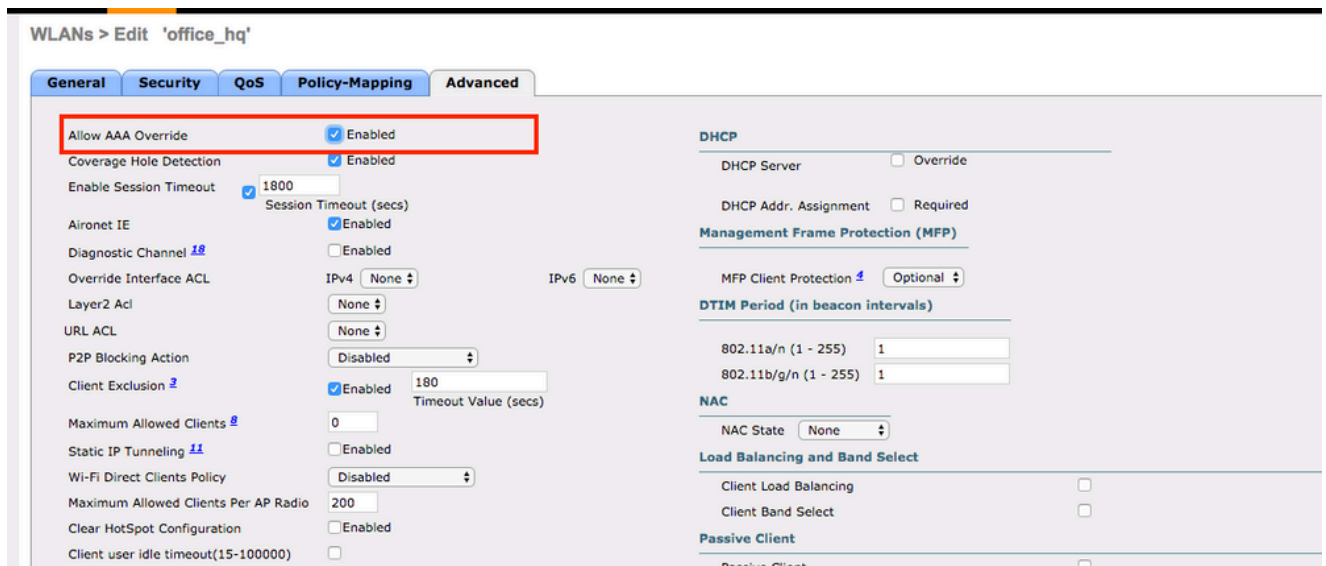 WLANs > Edit 'office_hq'
General Security QoS Policy-Mapping Advanced
Allow AAA Override Enabled
Coverage Hole Detection Enabled
Enable Session Timeout 1800
Session Timeout (secs)
Aironet IE Enabled
Diagnostic Channel 18 Enabled
Override Interface ACL IPv4 None IPv6 None
Layer2 Acl None
URL ACL None
P2P Blocking Action Disabled
Client Exclusion 3 Enabled 180
Timeout Value (secs)
Maximum Allowed Clients 8 0
Static IP Tunneling 11 Enabled
Wi-Fi Direct Clients Policy Disabled
Maximum Allowed Clients Per AP Radio 200
Clear HotSpot Configuration Enabled
Client user idle timeout(15-100000)
DHCP
DHCP Server Override
DHCP Addr. Assignment Required
Management Frame Protection (MFP)
MFP Client Protection 4 Optional
DTIM Period (in beacon intervals)
802.11a/n (1 - 255) 1
802.11b/g/n (1 - 255) 1
NAC
NAC State None
Load Balancing and Band Select
Client Load Balancing
Client Band Select
Passive Client
Passive Client